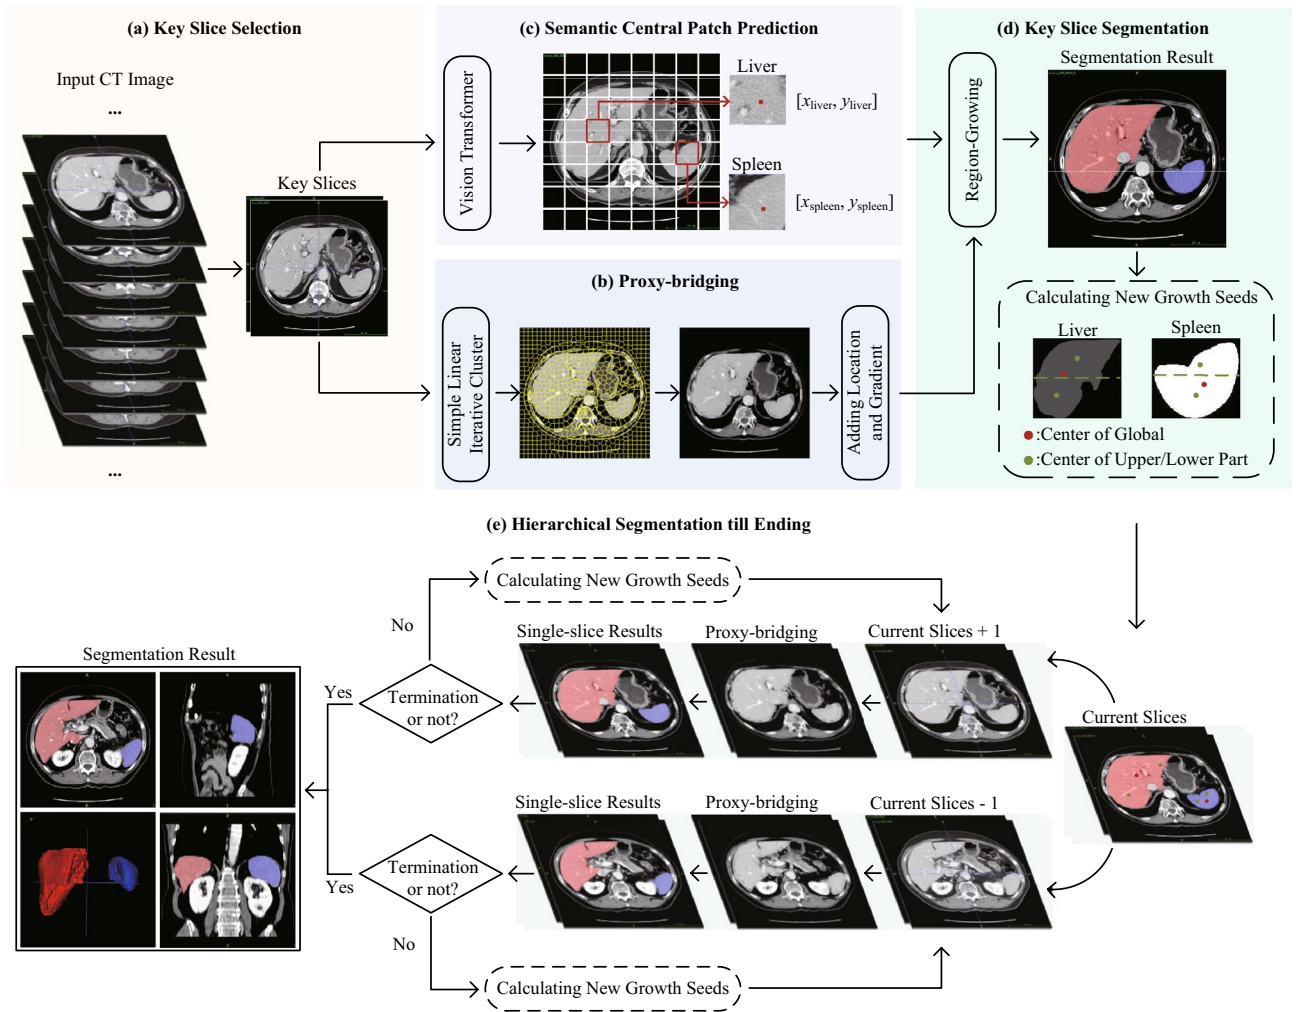 (a) Key Slice Selection
Input CT Image
...
...
Key Slices
(c) Semantic Central Patch Prediction
Vision Transformer
Liver
[xliver, yliver]
Spleen
[xspleen, yspleen]
(b) Proxy-bridging
Simple Linear
Iterative Cluster
Adding Location
and Gradient
(d) Key Slice Segmentation
Region-Growing
Segmentation Result
Calculating New Growth Seeds
Liver
Spleen
:Center of Global
:Center of Upper/Lower Part
(e) Hierarchical Segmentation till Ending
Calculating New Growth Seeds
No
Single-slice Results
Proxy-bridging
Current Slices + 1
Segmentation Result
Yes
Termination
or not?
Current Slices
Single-slice Results
Proxy-bridging
Current Slices - 1
Termination
or not?
Yes
No
Calculating New Growth Seeds